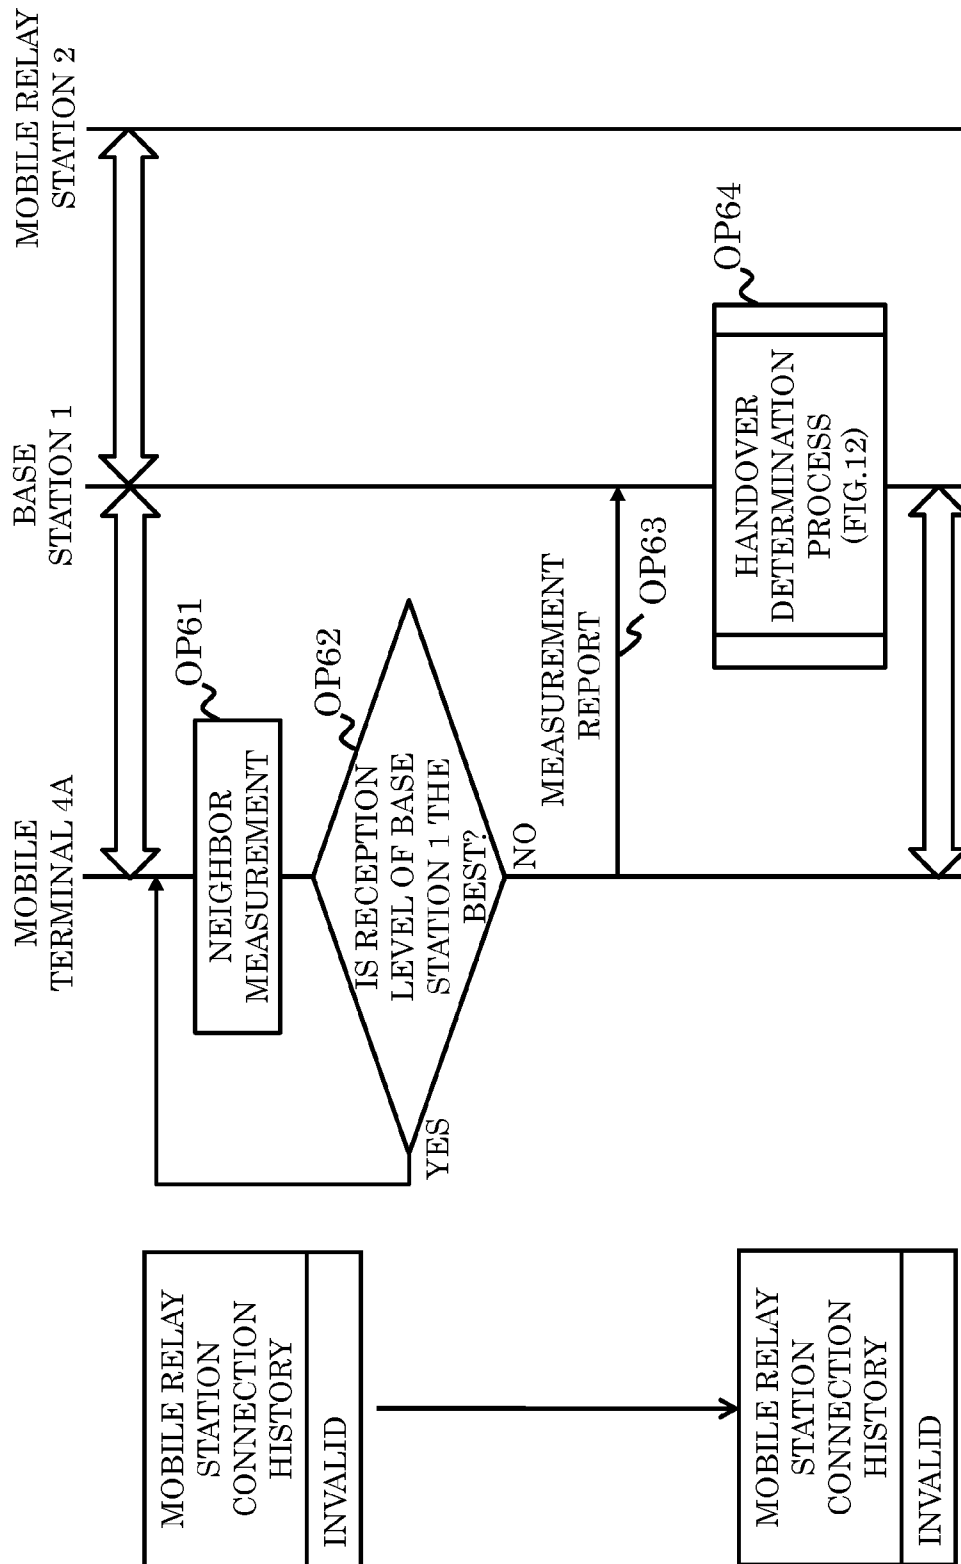 MOBILE RELAY
STATION
CONNECTION
HISTORY
INVALID
MOBILE
TERMINAL 4A
BASE
STATION 1
MOBILE RELAY
STATION 2
NEIGHBOR
MEASUREMENT
OP61
IS RECEPTION
LEVEL OF BASE
STATION 1 THE
BEST?
OP62
YES
NO
MEASUREMENT
REPORT
OP63
HANDOVER
DETERMINATION
PROCESS
(FIG.12)
OP64
MOBILE RELAY
STATION
CONNECTION
HISTORY
INVALID